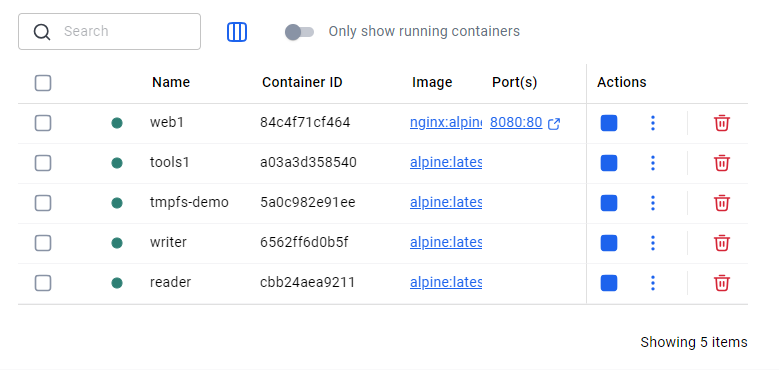 Search Only show running containers
Name Container ID Image Port(s) Actions
web1 84c4f71cf464 nginx:alpine 8080:80
tools1 a03a3d358540 alpine:lates
tmpfs-demo 5a0c982e91ee alpine:lates
writer 6562ff6d0b5f alpine:lates
reader cbb24aea9211 alpine:lates
Showing 5 items